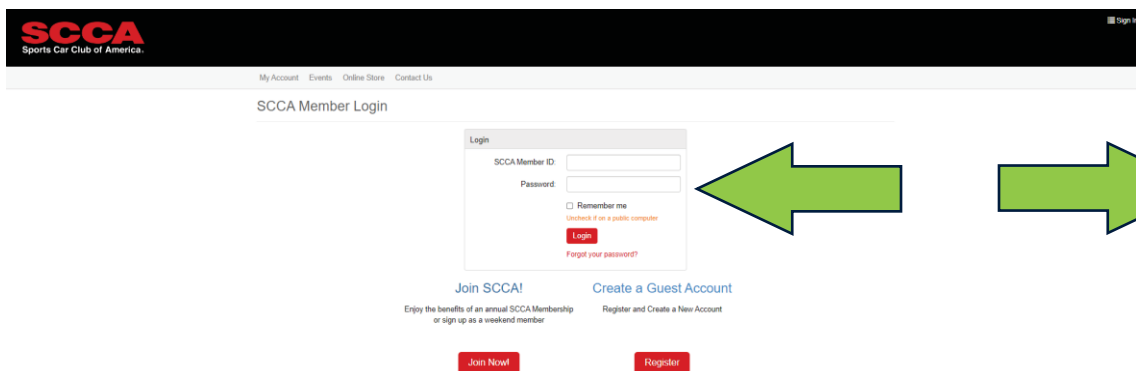 Sign In
SCCA
Sports Car Club of America.
My Account Events Online Store Contact Us
SCCA Member Login
Login
SCCA Member ID:
Password:
Remember me
Uncheck if on a public computer
Login
Forgot your password?
Join SCCA! Create a Guest Account
Enjoy the benefits of an annual SCCA Membership Register and Create a New Account
or sign up as a weekend member
Join Now! Register